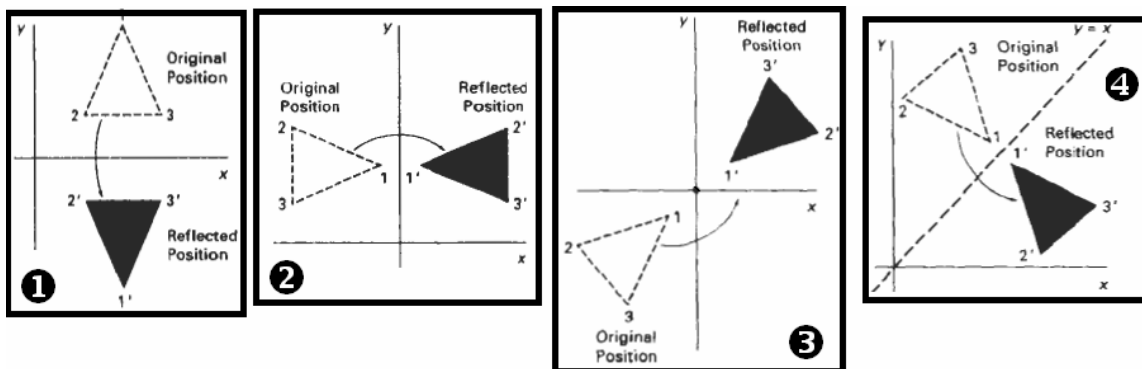 y
Original
Position
2
3
x
2'
3'
Reflected
Position
1'
1
y
Original
Position
Reflected
Position
2
2'
1
1'
3
3'
x
2
Reflected
Position
3'
2'
1'
y
x
1
2
3
Original
Position
3
y
y = x
Original
Position
3
2
1
4
Reflected
Position
1'
3'
2'
x